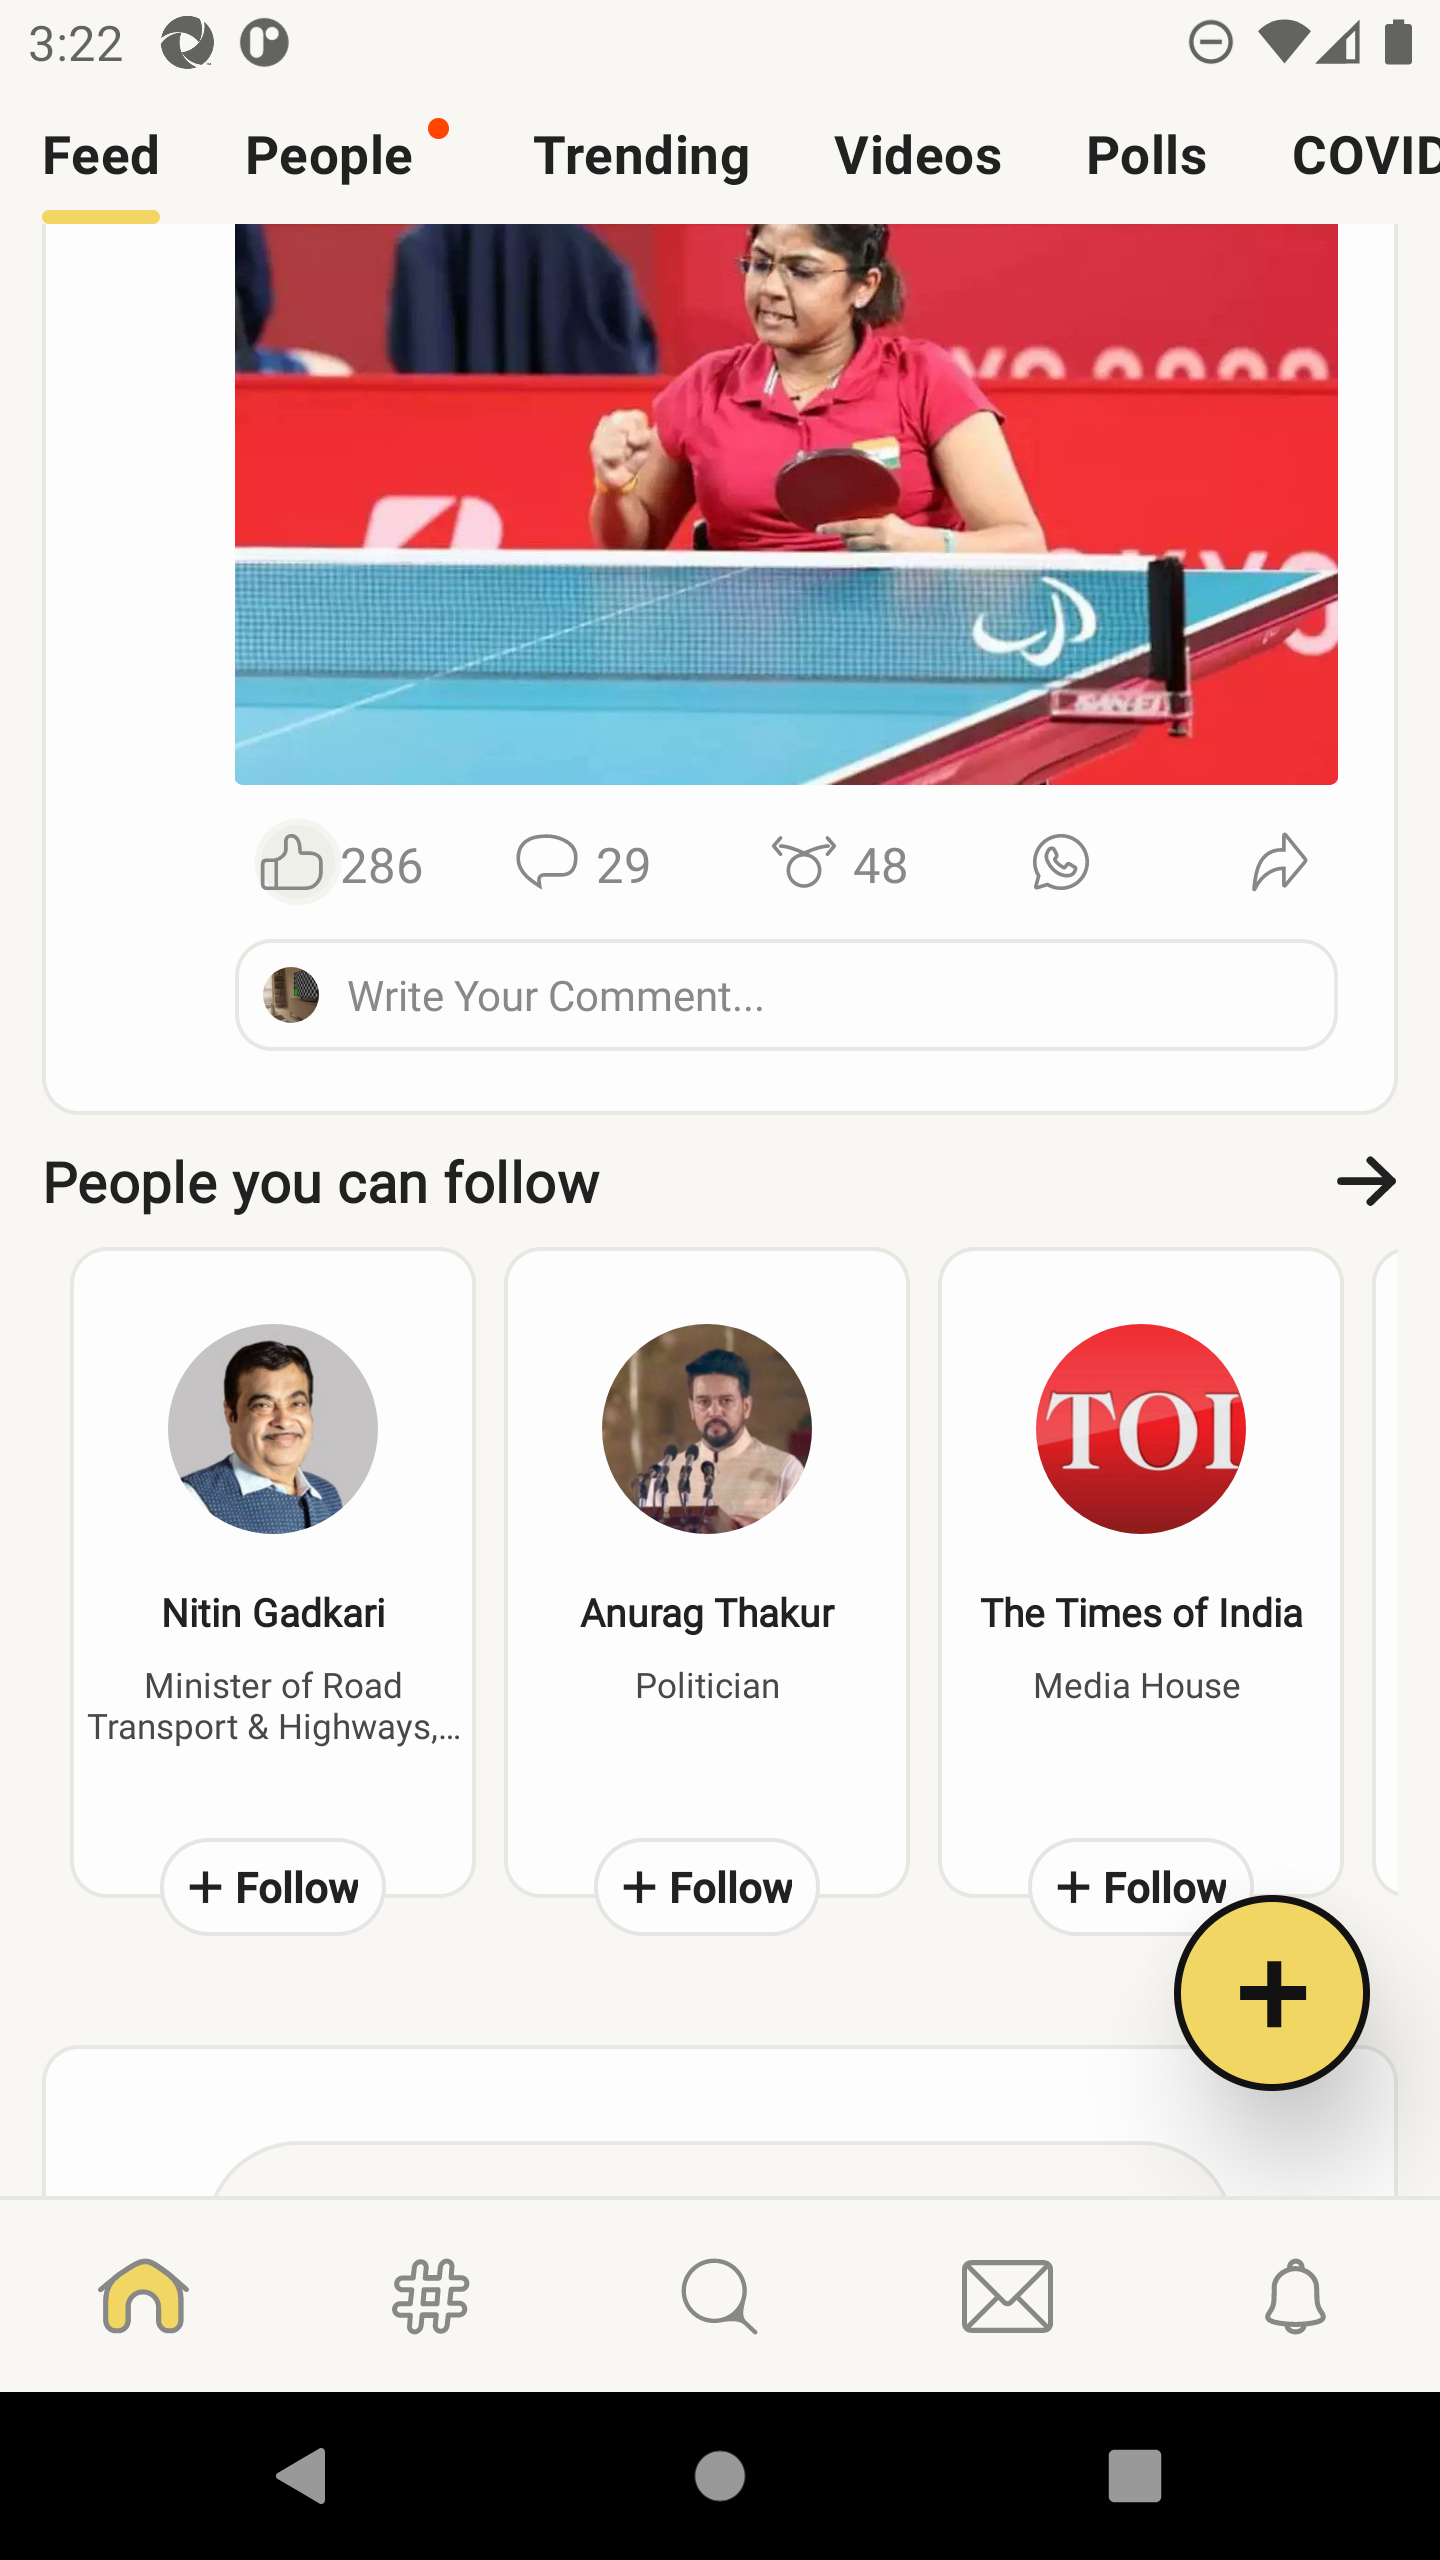 3:22
Feed People Trending Videos Polls COVID
286 29 48
Write Your Comment...
People you can follow
TOI
Nitin Gadkari
Minister of Road
Transport & Highways,...
Anurag Thakur
Politician
The Times of India
Media House
+ Follow + Follow + Follow